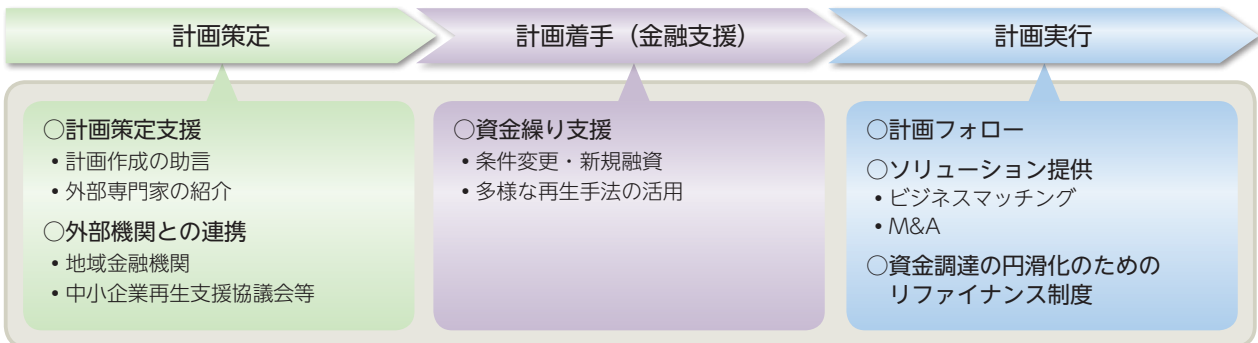 計画策定
計画着手（金融支援）
計画実行
○計画策定支援
•計画作成の助言
•外部専門家の紹介
○外部機関との連携
•地域金融機関
•中小企業再生支援協議会等
○資金繰り支援
•条件変更・新規融資
•多様な再生手法の活用
○計画フォロー
○ソリューション提供
•ビジネスマッチング
•M&A
○資金調達の円滑化のための
リファイナンス制度